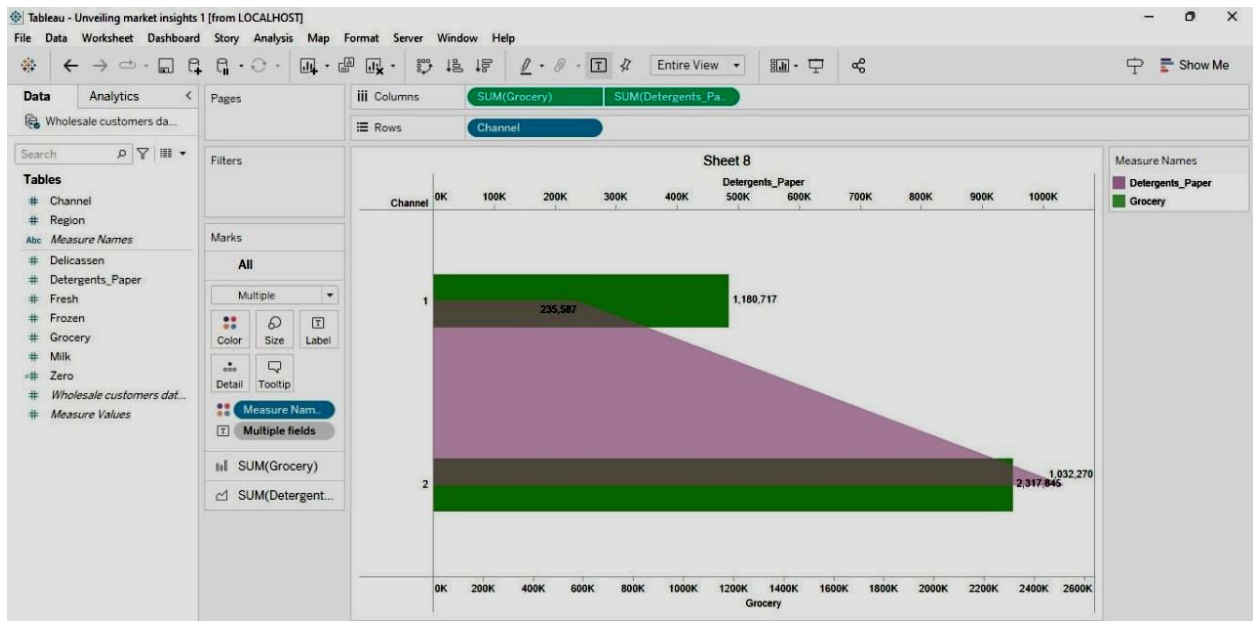 Tableau - Unveiling market insights 1 [from LOCALHOST]
File Data Worksheet Dashboard Story Analysis Map Format Server Window Help
Entire View
Show Me
Data Analytics
Wholesale customers da...
Search
Tables
# Channel
# Region
Abc Measure Names
# Delicassen
# Detergents_Paper
# Fresh
# Frozen
# Grocery
# Milk
=# Zero
# Wholesale customers dat...
# Measure Values
Pages
Filters
Marks
All
Multiple
Color Size Label
Detail Tooltip
Measure Nam..
Multiple fields
SUM(Grocery)
SUM(Detergent...
iii Columns SUM(Grocery) SUM(Detergents_Pa..
Rows Channel
Sheet 8
Detergents_Paper
Channel 0K 100K 200K 300K 400K 500K 600K 700K 800K 900K 1000K
1 235,587 1,180,717
2 2,317,845 1,032,270
0K 200K 400K 600K 800K 1000K 1200K 1400K 1600K 1800K 2000K 2200K 2400K 2600K
Grocery
Measure Names
Detergents_Paper
Grocery